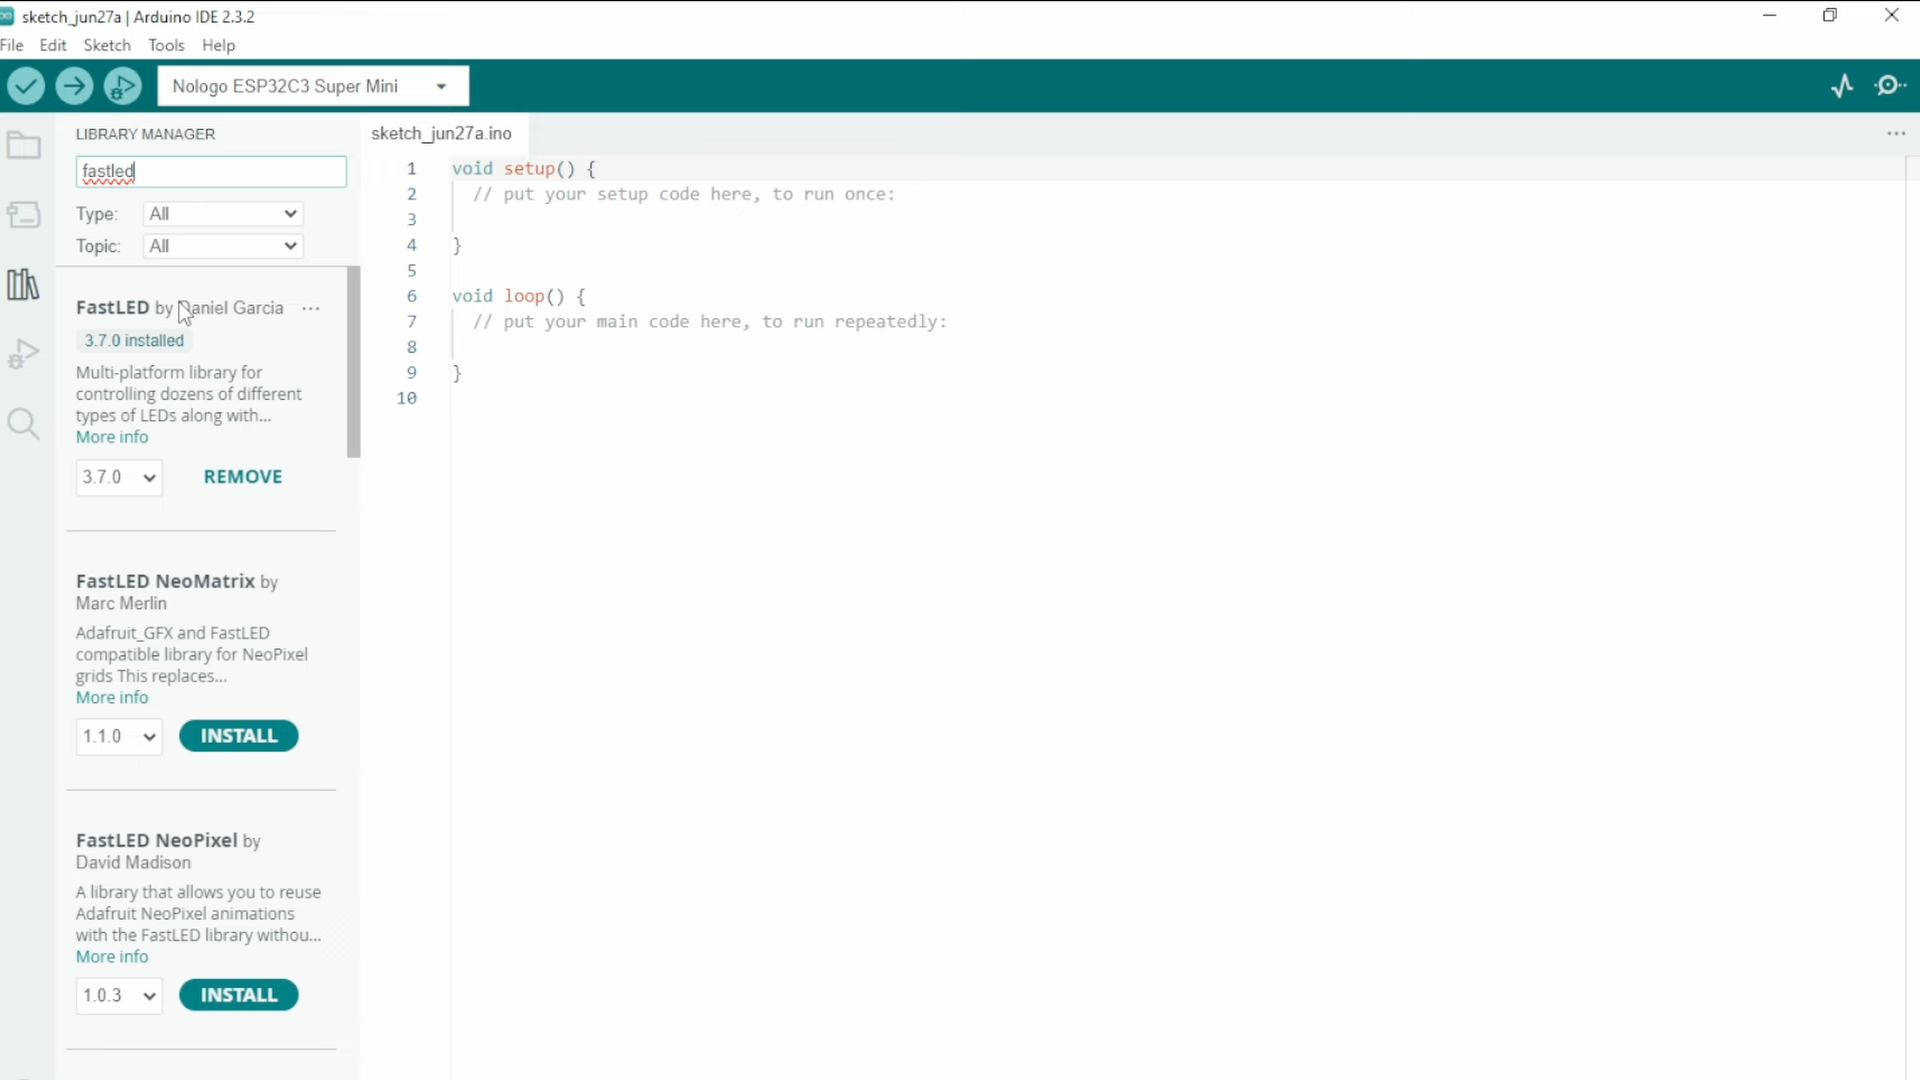 sketch_jun27a | Arduino IDE 2.3.2
File Edit Sketch Tools Help
Nologo ESP32C3 Super Mini
LIBRARY MANAGER
fastled
Type: All
Topic: All
FastLED by Daniel Garcia
3.7.0 installed
Multi-platform library for
controlling dozens of different
types of LEDs along with...
More info
3.7.0 REMOVE
FastLED NeoMatrix by
Marc Merlin
Adafruit_GFX and FastLED
compatible library for NeoPixel
grids This replaces...
More info
1.1.0 INSTALL
FastLED NeoPixel by
David Madison
A library that allows you to reuse
Adafruit NeoPixel animations
with the FastLED library withou...
More info
1.0.3 INSTALL
sketch_jun27a.ino
1 void setup() {
2 // put your setup code here, to run once:
3
4 }
5
6 void loop() {
7 // put your main code here, to run repeatedly:
8
9 }
10